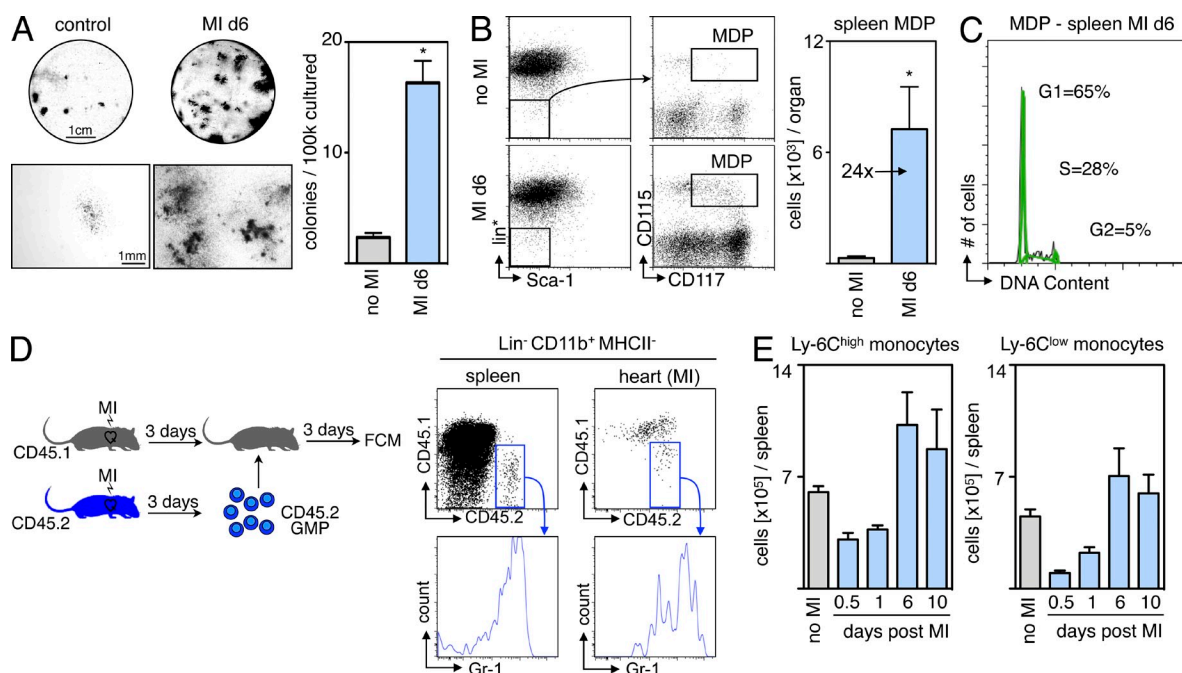 A
control
MI d6
1cm
1mm
colonies / 100k cultured
20
10
no MI
MI d6
*
B
no MI
MI d6
lin*
Sca-1
MDP
MDP
CD115
CD117
spleen MDP
cells [x10³] / organ
12
6
24x
*
no MI
MI d6
C
MDP - spleen MI d6
# of cells
G1=65%
S=28%
G2=5%
DNA Content
D
MI
CD45.1
3 days
3 days
FCM
MI
CD45.2
3 days
CD45.2
GMP
Lin⁻ CD11b⁺ MHCII⁻
spleen
heart (MI)
CD45.1
CD45.2
CD45.1
CD45.2
count
Gr-1
count
Gr-1
E
Ly-6Cʰⁱᵍʰ monocytes
cells [x10⁵] / spleen
14
7
no MI
0.5 1 6 10
days post MI
Ly-6Cˡᵒʷ monocytes
cells [x10⁵] / spleen
14
7
no MI
0.5 1 6 10
days post MI